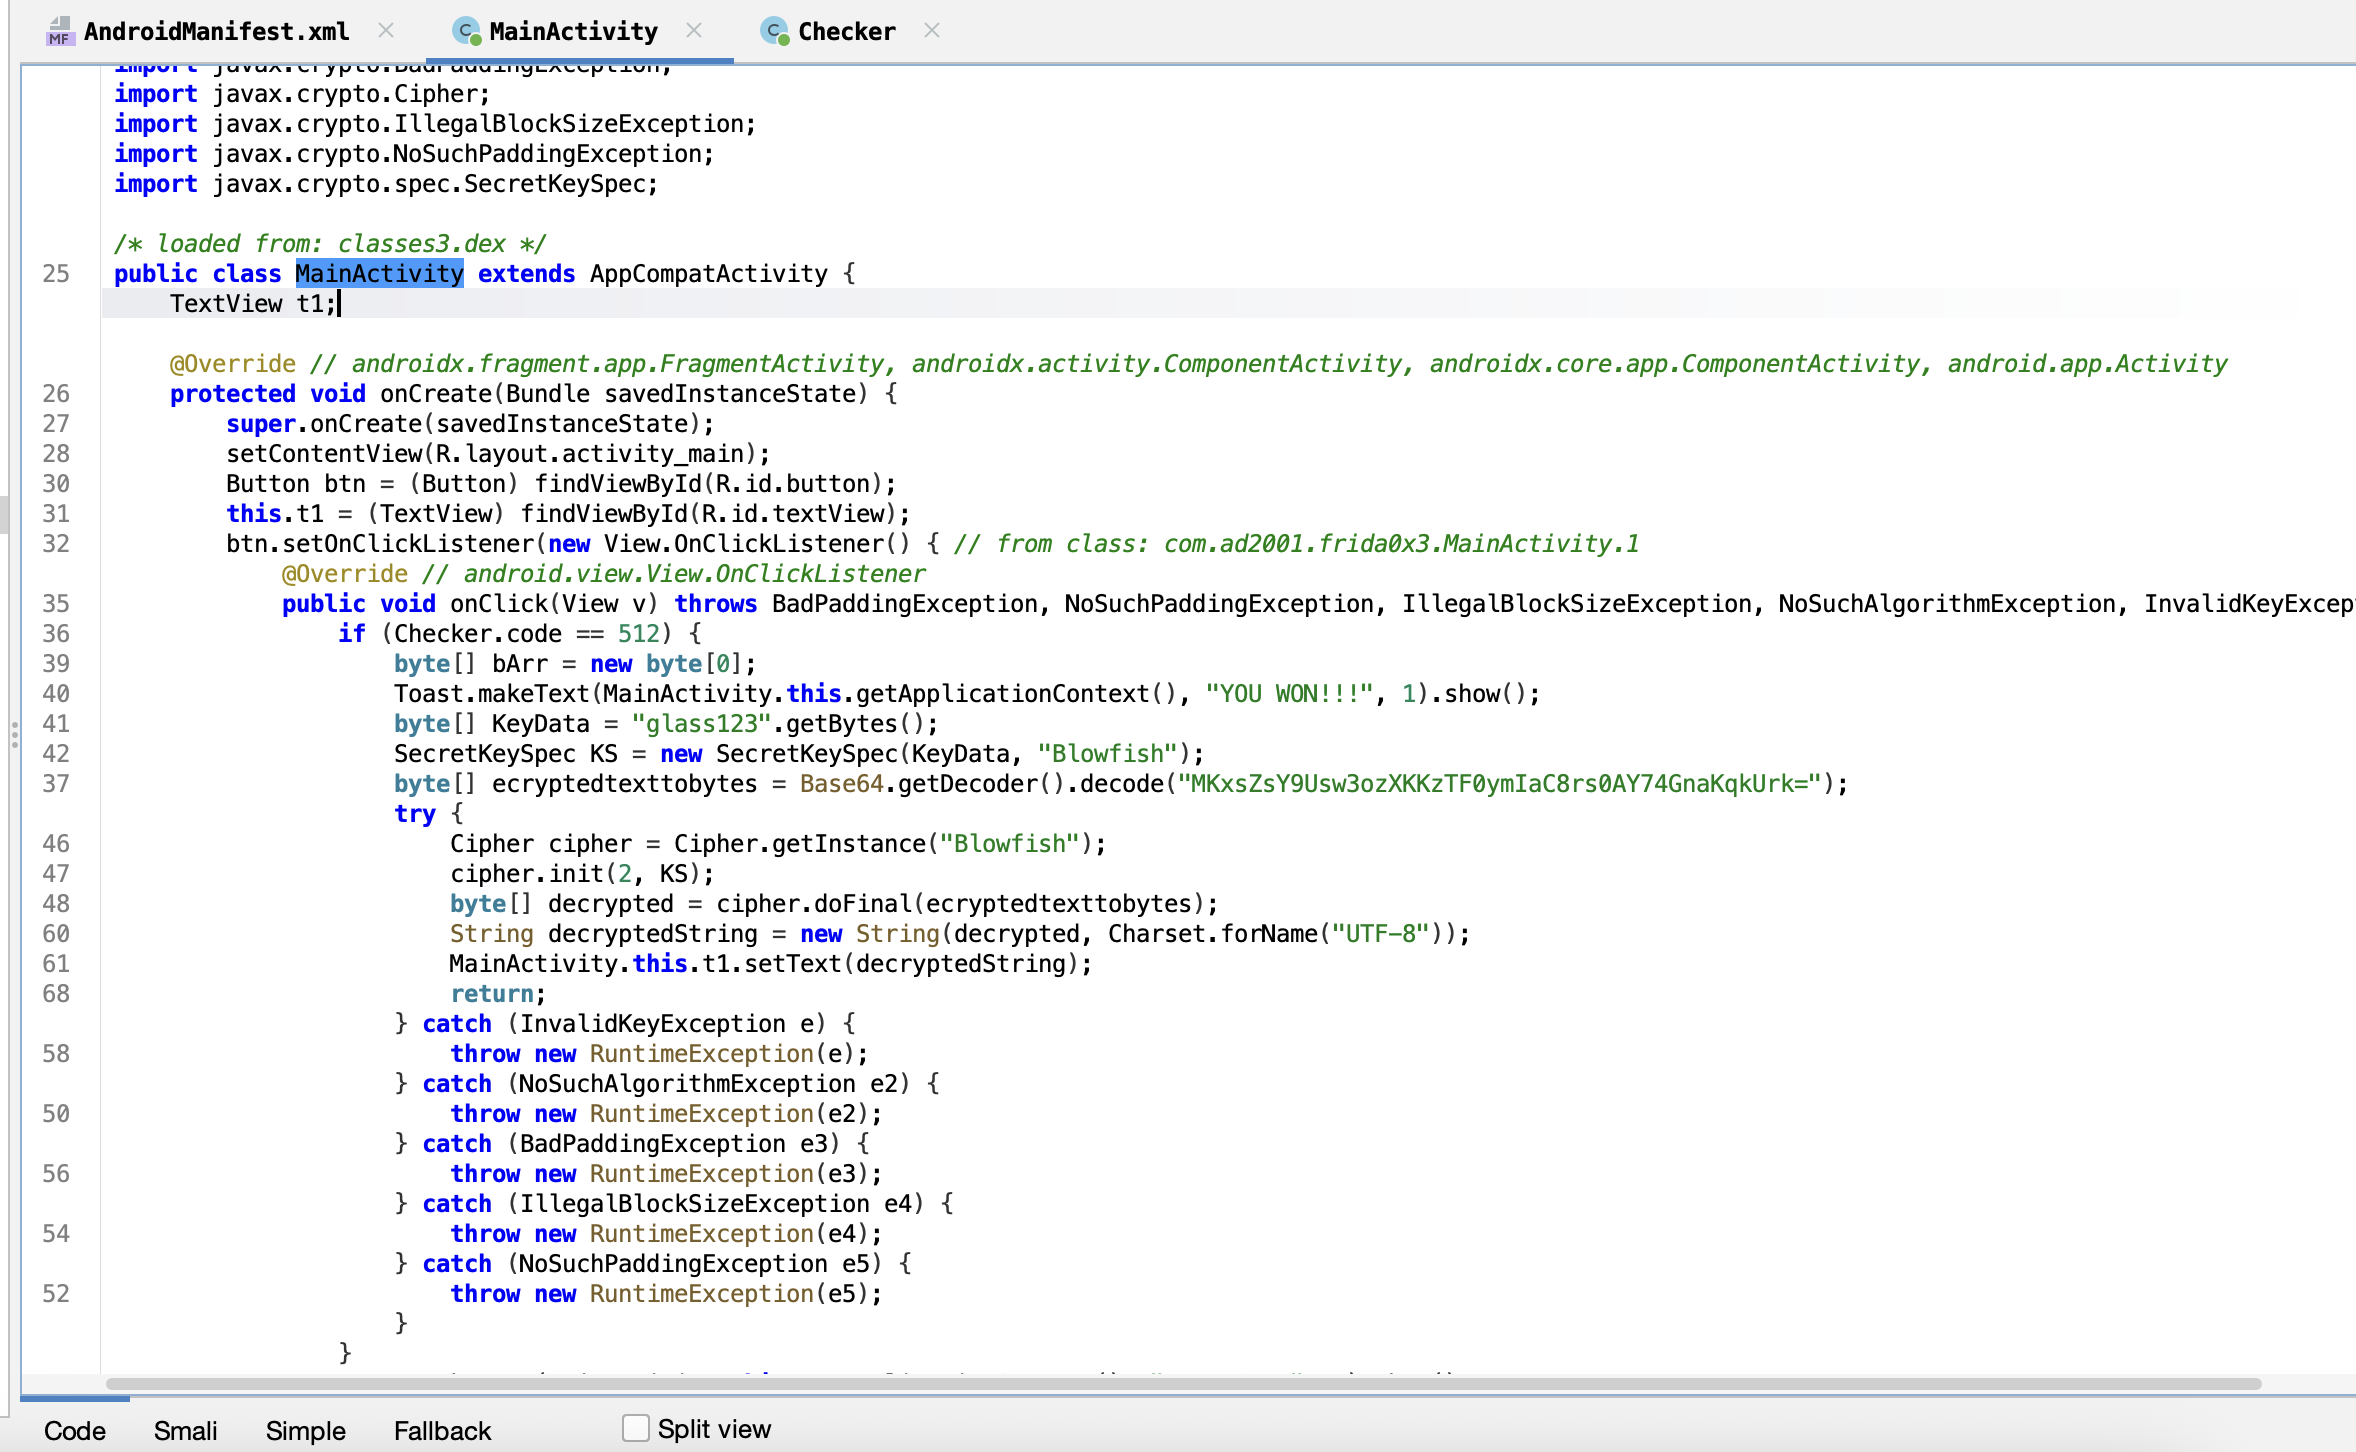 MF AndroidManifest.xml × C MainActivity × C Checker ×
import javax.crypto.BadPaddingException;
import javax.crypto.Cipher;
import javax.crypto.IllegalBlockSizeException;
import javax.crypto.NoSuchPaddingException;
import javax.crypto.spec.SecretKeySpec;
/* loaded from: classes3.dex */
25 public class MainActivity extends AppCompatActivity {
TextView t1;
@Override // androidx.fragment.app.FragmentActivity, androidx.activity.ComponentActivity, androidx.core.app.ComponentActivity, android.app.Activity
26 protected void onCreate(Bundle savedInstanceState) {
27 super.onCreate(savedInstanceState);
28 setContentView(R.layout.activity_main);
30 Button btn = (Button) findViewById(R.id.button);
31 this.t1 = (TextView) findViewById(R.id.textView);
32 btn.setOnClickListener(new View.OnClickListener() { // from class: com.ad2001.frida0x3.MainActivity.1
@Override // android.view.View.OnClickListener
35 public void onClick(View v) throws BadPaddingException, NoSuchPaddingException, IllegalBlockSizeException, NoSuchAlgorithmException, InvalidKeyExcep
36 if (Checker.code == 512) {
39 byte[] bArr = new byte[0];
40 Toast.makeText(MainActivity.this.getApplicationContext(), "YOU WON!!!", 1).show();
41 byte[] KeyData = "glass123".getBytes();
42 SecretKeySpec KS = new SecretKeySpec(KeyData, "Blowfish");
37 byte[] ecryptedtexttobytes = Base64.getDecoder().decode("MKxsZsY9Usw3ozXKKzTF0ymIaC8rs0AY74GnaKqkUrk=");
try {
46 Cipher cipher = Cipher.getInstance("Blowfish");
47 cipher.init(2, KS);
48 byte[] decrypted = cipher.doFinal(ecryptedtexttobytes);
60 String decryptedString = new String(decrypted, Charset.forName("UTF-8"));
61 MainActivity.this.t1.setText(decryptedString);
68 return;
} catch (InvalidKeyException e) {
58 throw new RuntimeException(e);
} catch (NoSuchAlgorithmException e2) {
50 throw new RuntimeException(e2);
} catch (BadPaddingException e3) {
56 throw new RuntimeException(e3);
} catch (IllegalBlockSizeException e4) {
54 throw new RuntimeException(e4);
} catch (NoSuchPaddingException e5) {
52 throw new RuntimeException(e5);
}
}
Code Smali Simple Fallback Split view